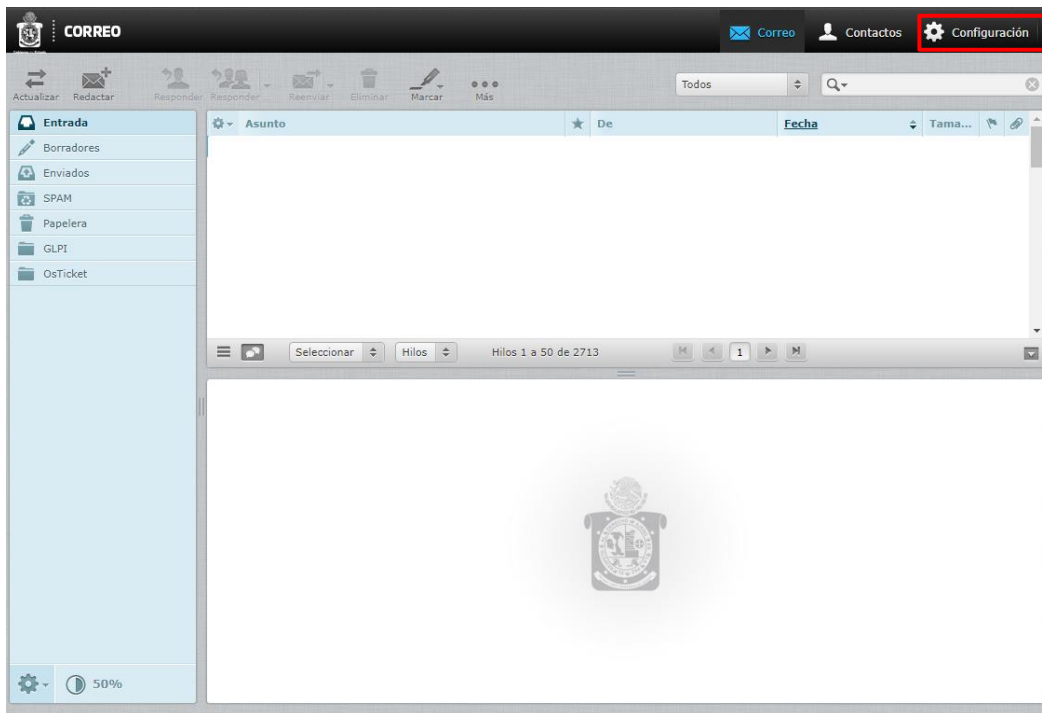 CORREO
Correo
Contactos
Configuración
Actualizar
Redactar
Responder
Responder
Reenviar
Eliminar
Marcar
Más
Todos
Entrada
Borradores
Enviados
SPAM
Papelera
GLPI
OsTicket
Asunto
De
Fecha
Tama...
Seleccionar
Hilos
Hilos 1 a 50 de 2713
1
50%